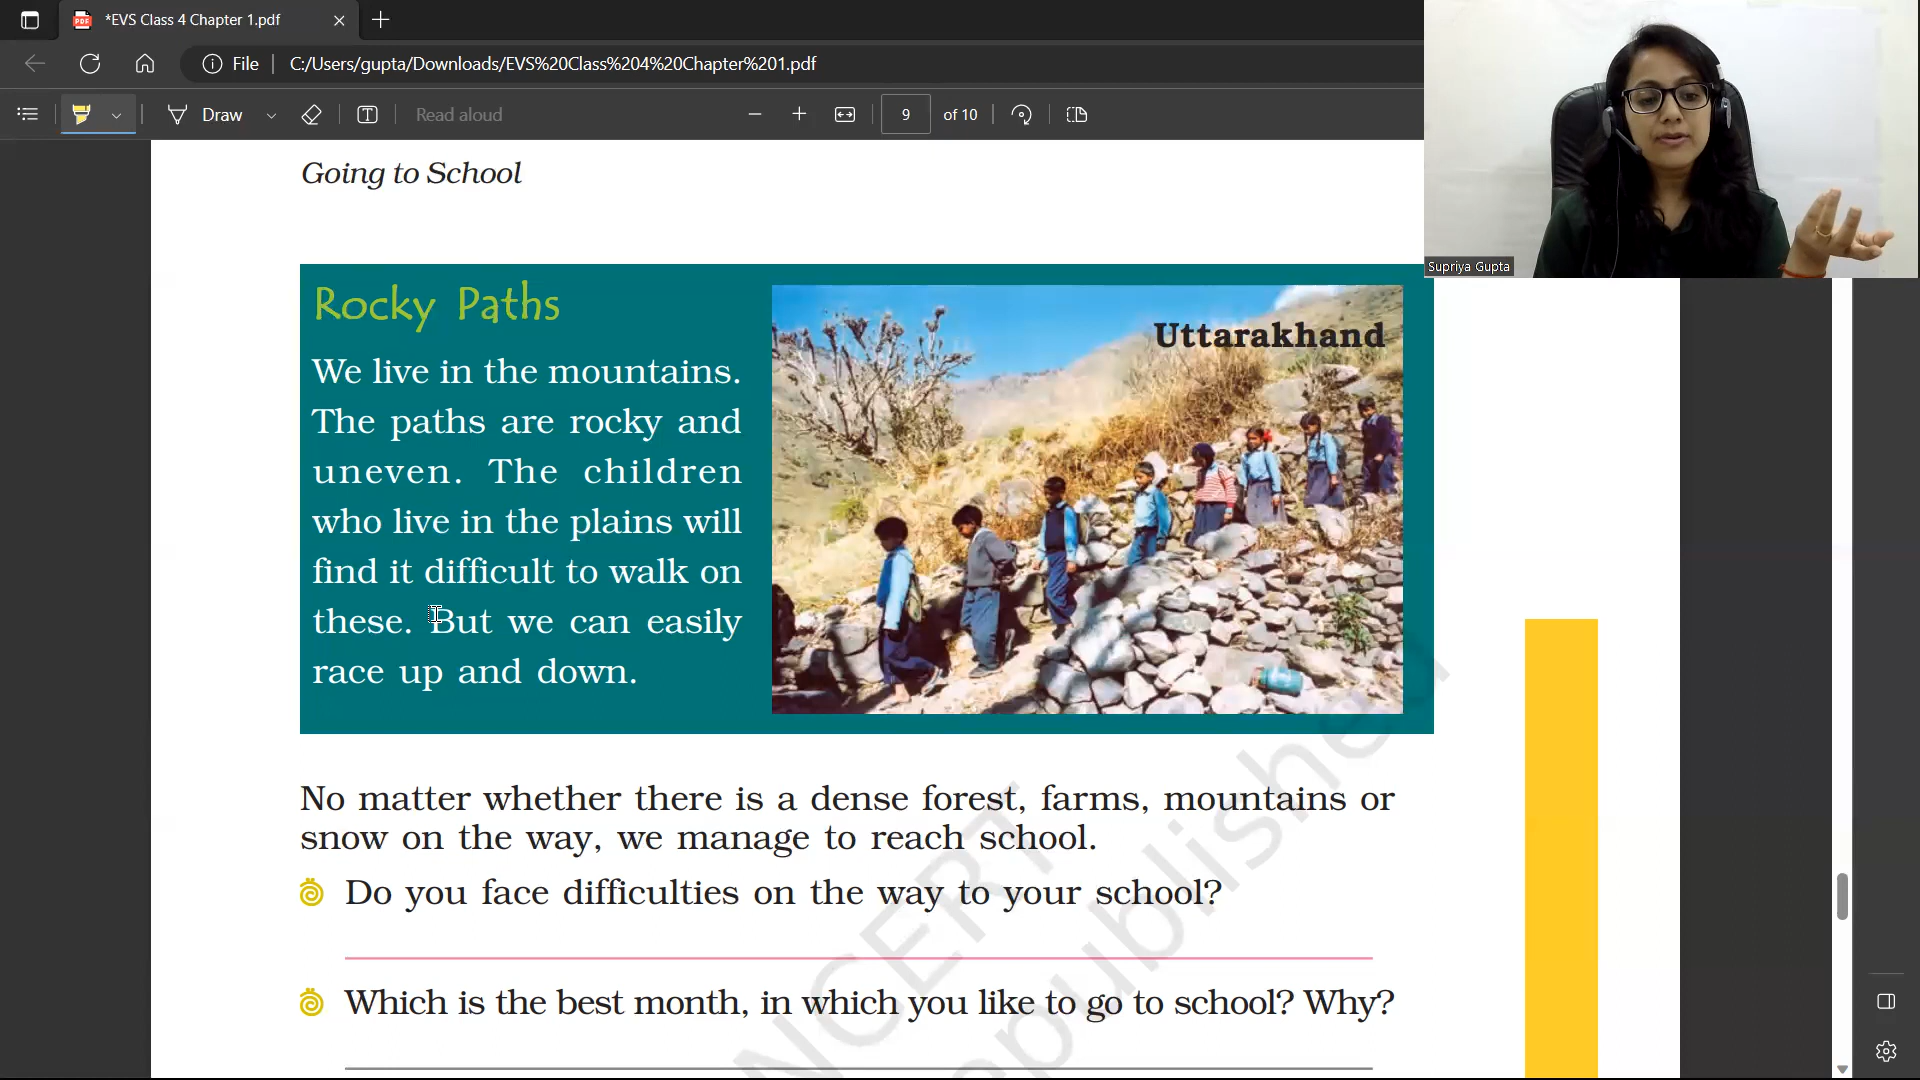 *EVS Class 4 Chapter 1.pdf
File
C:/Users/gupta/Downloads/EVS%20Class%204%20Chapter%201.pdf
Draw
Read aloud
9 of 10
Supriya Gupta
Going to School
Rocky Paths
Uttarakhand
We live in the mountains.
The paths are rocky and
uneven. The children
who live in the plains will
find it difficult to walk on
these. But we can easily
race up and down.
No matter whether there is a dense forest, farms, mountains or
snow on the way, we manage to reach school.
Do you face difficulties on the way to your school?
Which is the best month, in which you like to go to school? Why?
NCERT
republished